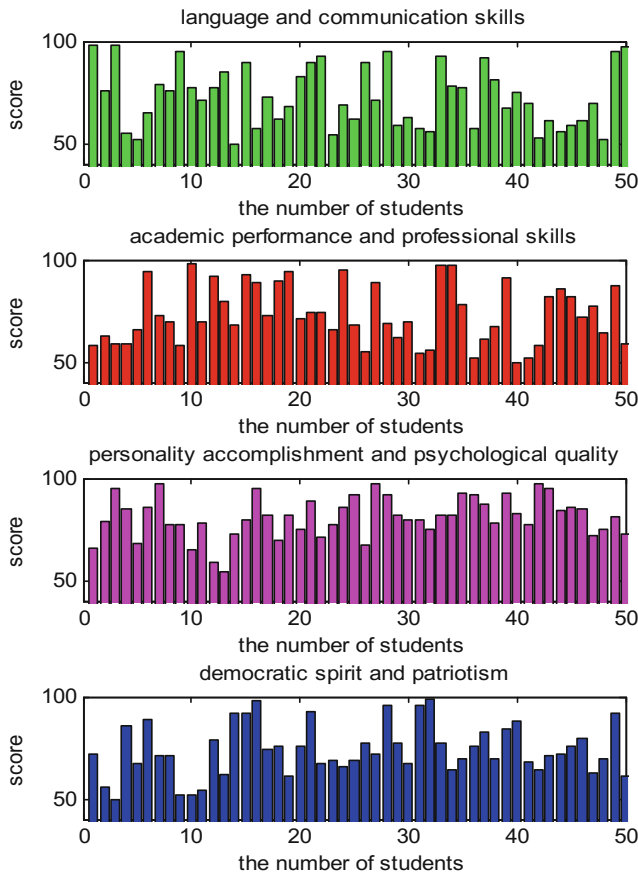 language and communication skills
100
50
score
0 10 20 30 40 50
the number of students
academic performance and professional skills
100
50
score
0 10 20 30 40 50
the number of students
personality accomplishment and psychological quality
100
50
score
0 10 20 30 40 50
the number of students
democratic spirit and patriotism
100
50
score
0 10 20 30 40 50
the number of students